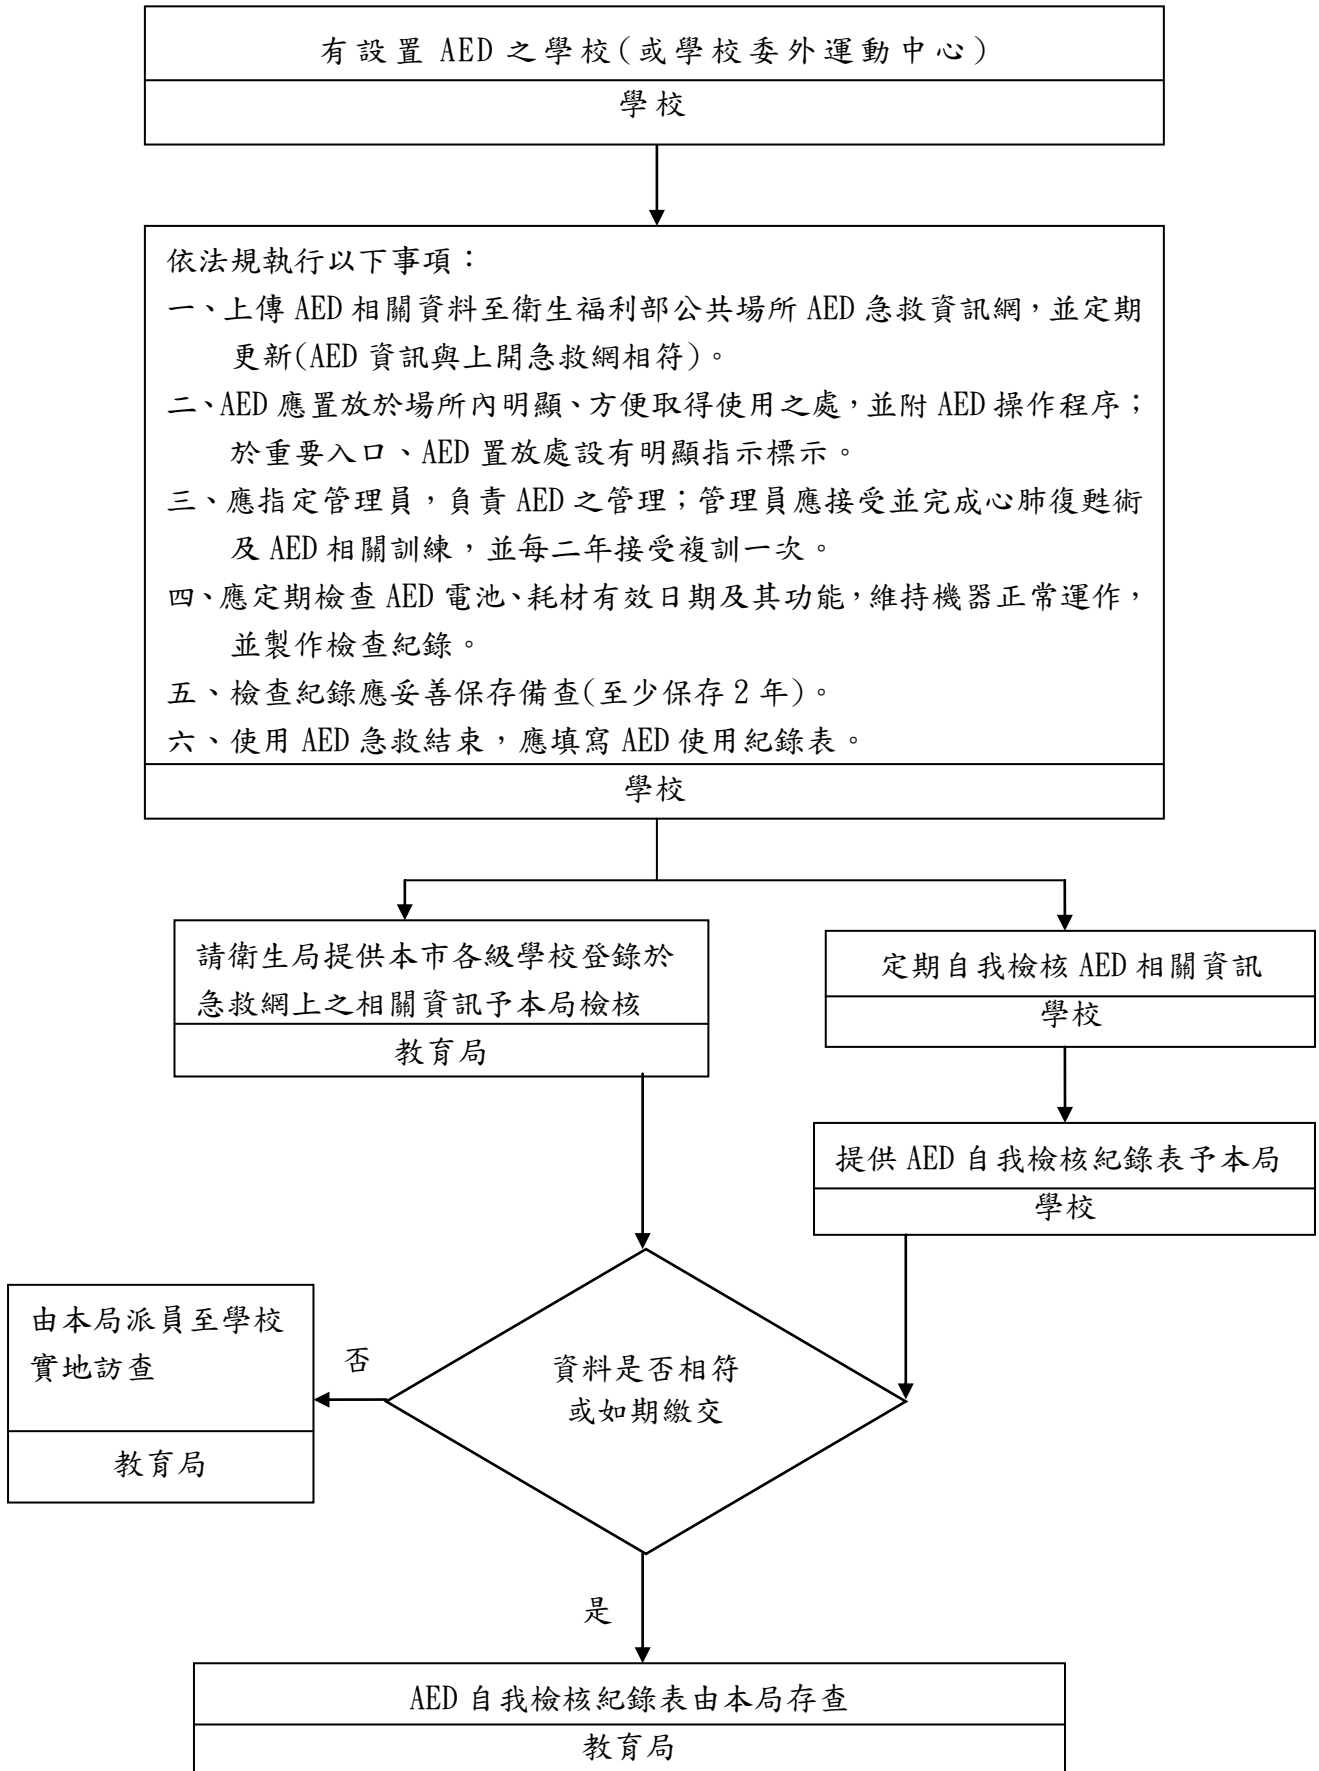 有設置 AED 之學校(或學校委外運動中心)
學校
依法規執行以下事項：
一、上傳 AED 相關資料至衛生福利部公共場所 AED 急救資訊網，並定期
更新(AED 資訊與上開急救網相符)。
二、AED 應置放於場所內明顯、方便取得使用之處，並附 AED 操作程序；
於重要入口、AED 置放處設有明顯指示標示。
三、應指定管理員，負責 AED 之管理；管理員應接受並完成心肺復甦術
及 AED 相關訓練，並每二年接受複訓一次。
四、應定期檢查 AED 電池、耗材有效日期及其功能，維持機器正常運作，
並製作檢查紀錄。
五、檢查紀錄應妥善保存備查(至少保存 2 年)。
六、使用 AED 急救結束，應填寫 AED 使用紀錄表。
學校
請衛生局提供本市各級學校登錄於
急救網上之相關資訊予本局檢核
教育局
定期自我檢核 AED 相關資訊
學校
提供 AED 自我檢核紀錄表予本局
學校
資料是否相符
或如期繳交
否
由本局派員至學校
實地訪查
教育局
是
AED 自我檢核紀錄表由本局存查
教育局